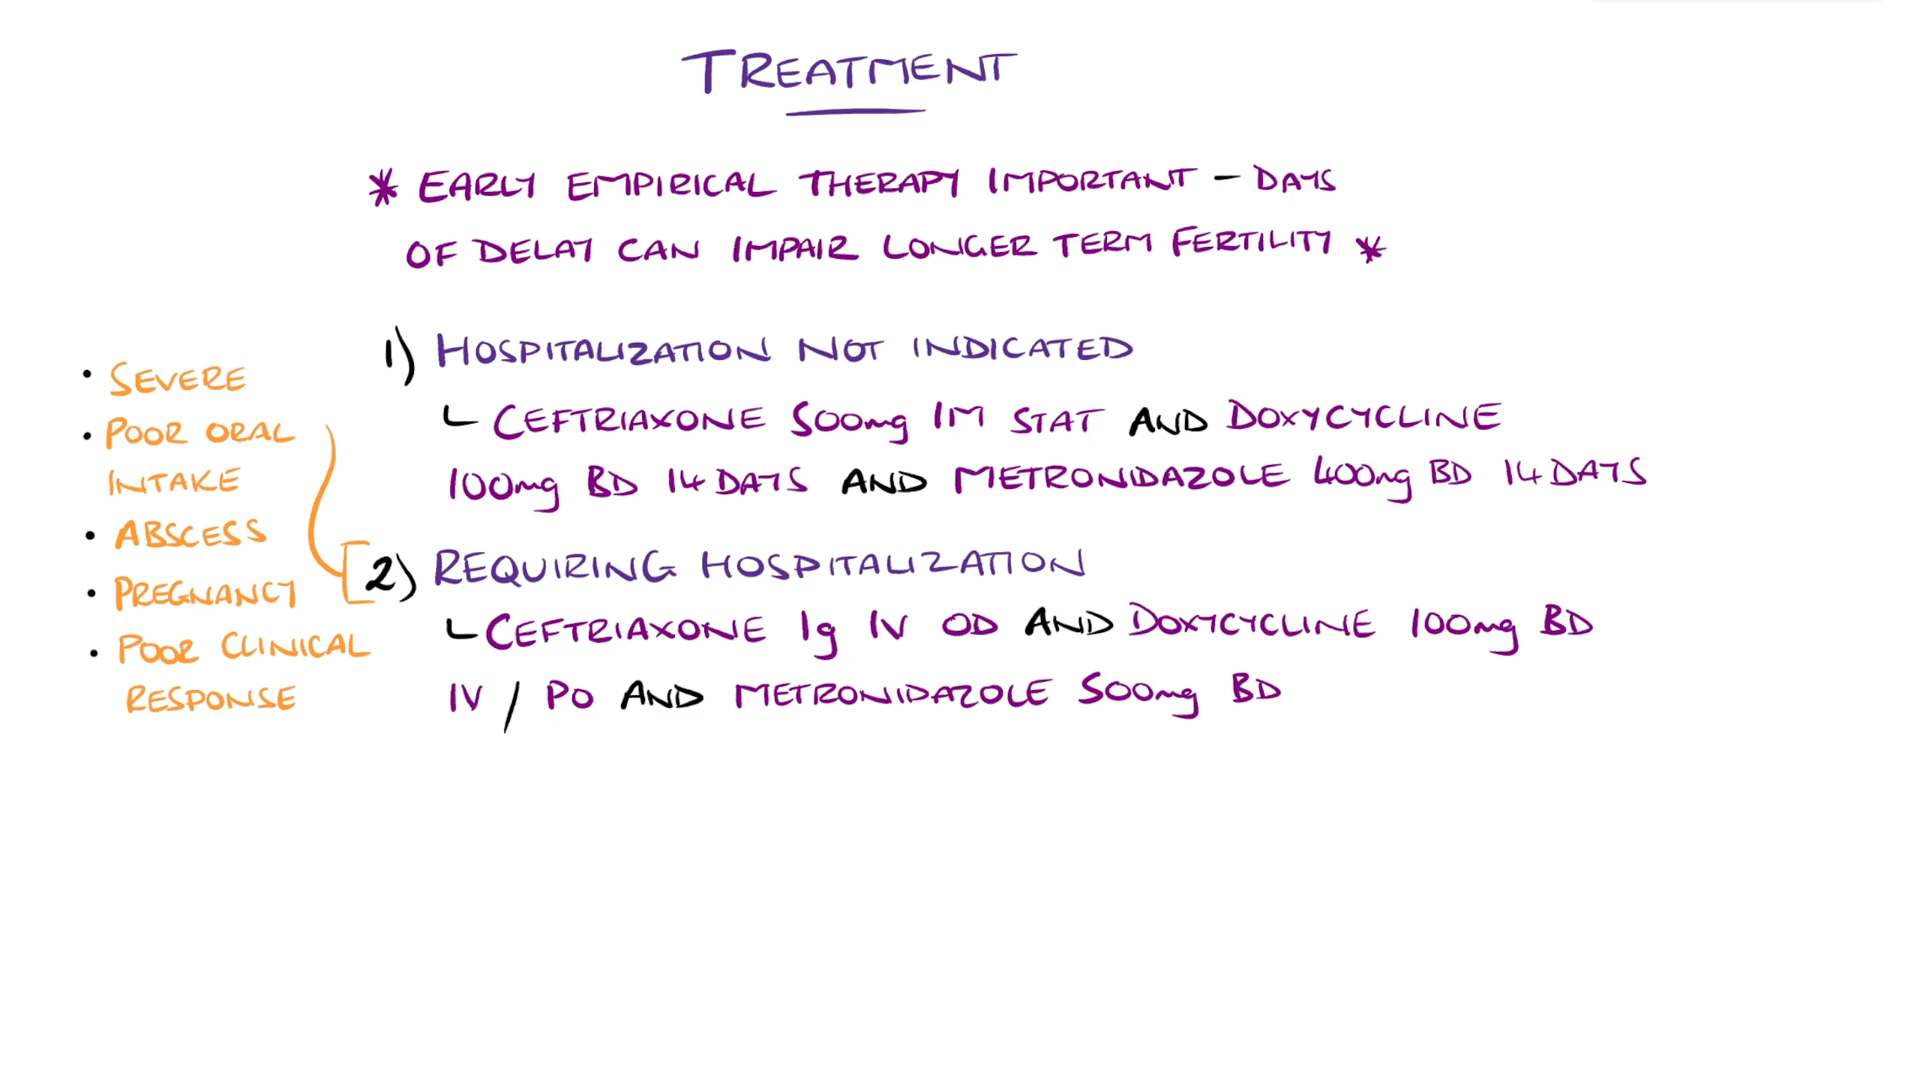 TREATMENT
* EARLY EMPIRICAL THERAPY IMPORTANT - DAYS
OF DELAY CAN IMPAIR LONGER TERM FERTILITY *
1) HOSPITALIZATION NOT INDICATED
CEFTRIAXONE 500mg IM STAT AND DOXYCYCLINE
100mg BD 14 DAYS AND METRONIDAZOLE 400mg BD 14 DAYS
• SEVERE
• POOR ORAL
INTAKE
• ABSCESS
• PREGNANCY
• POOR CLINICAL
RESPONSE
2) REQUIRING HOSPITALIZATION
CEFTRIAXONE 1g IV OD AND DOXYCYCLINE 100mg BD
IV / PO AND METRONIDAZOLE 500mg BD